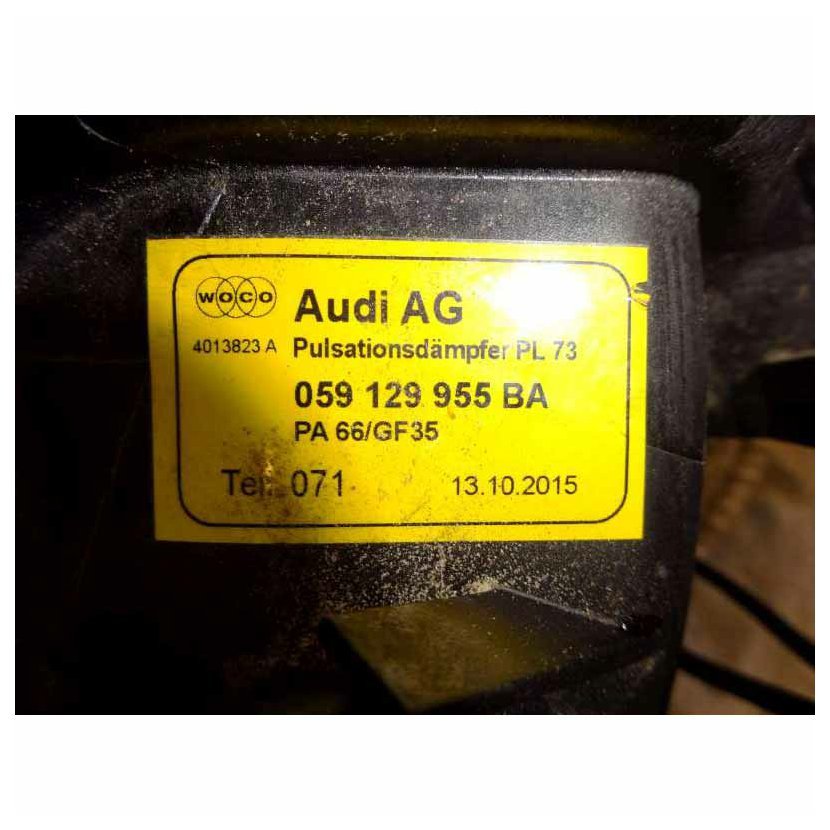 WOCO Audi AG
4013823 A Pulsationsdämpfer PL 73
059 129 955 BA
PA 66/GF35
071 13.10.2015